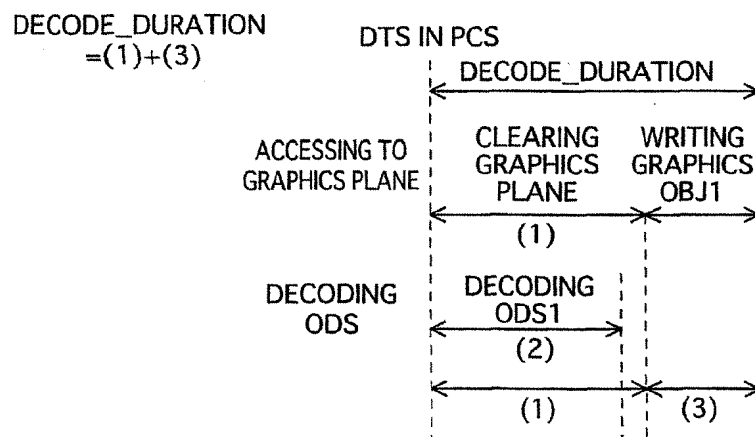 DECODE_DURATION
=(1)+(3)
DTS IN PCS
DECODE_DURATION
ACCESSING TO
GRAPHICS PLANE
CLEARING
GRAPHICS
PLANE
WRITING
GRAPHICS
OBJ1
(1)
DECODING
ODS
DECODING
ODS1
(2)
(1)
(3)